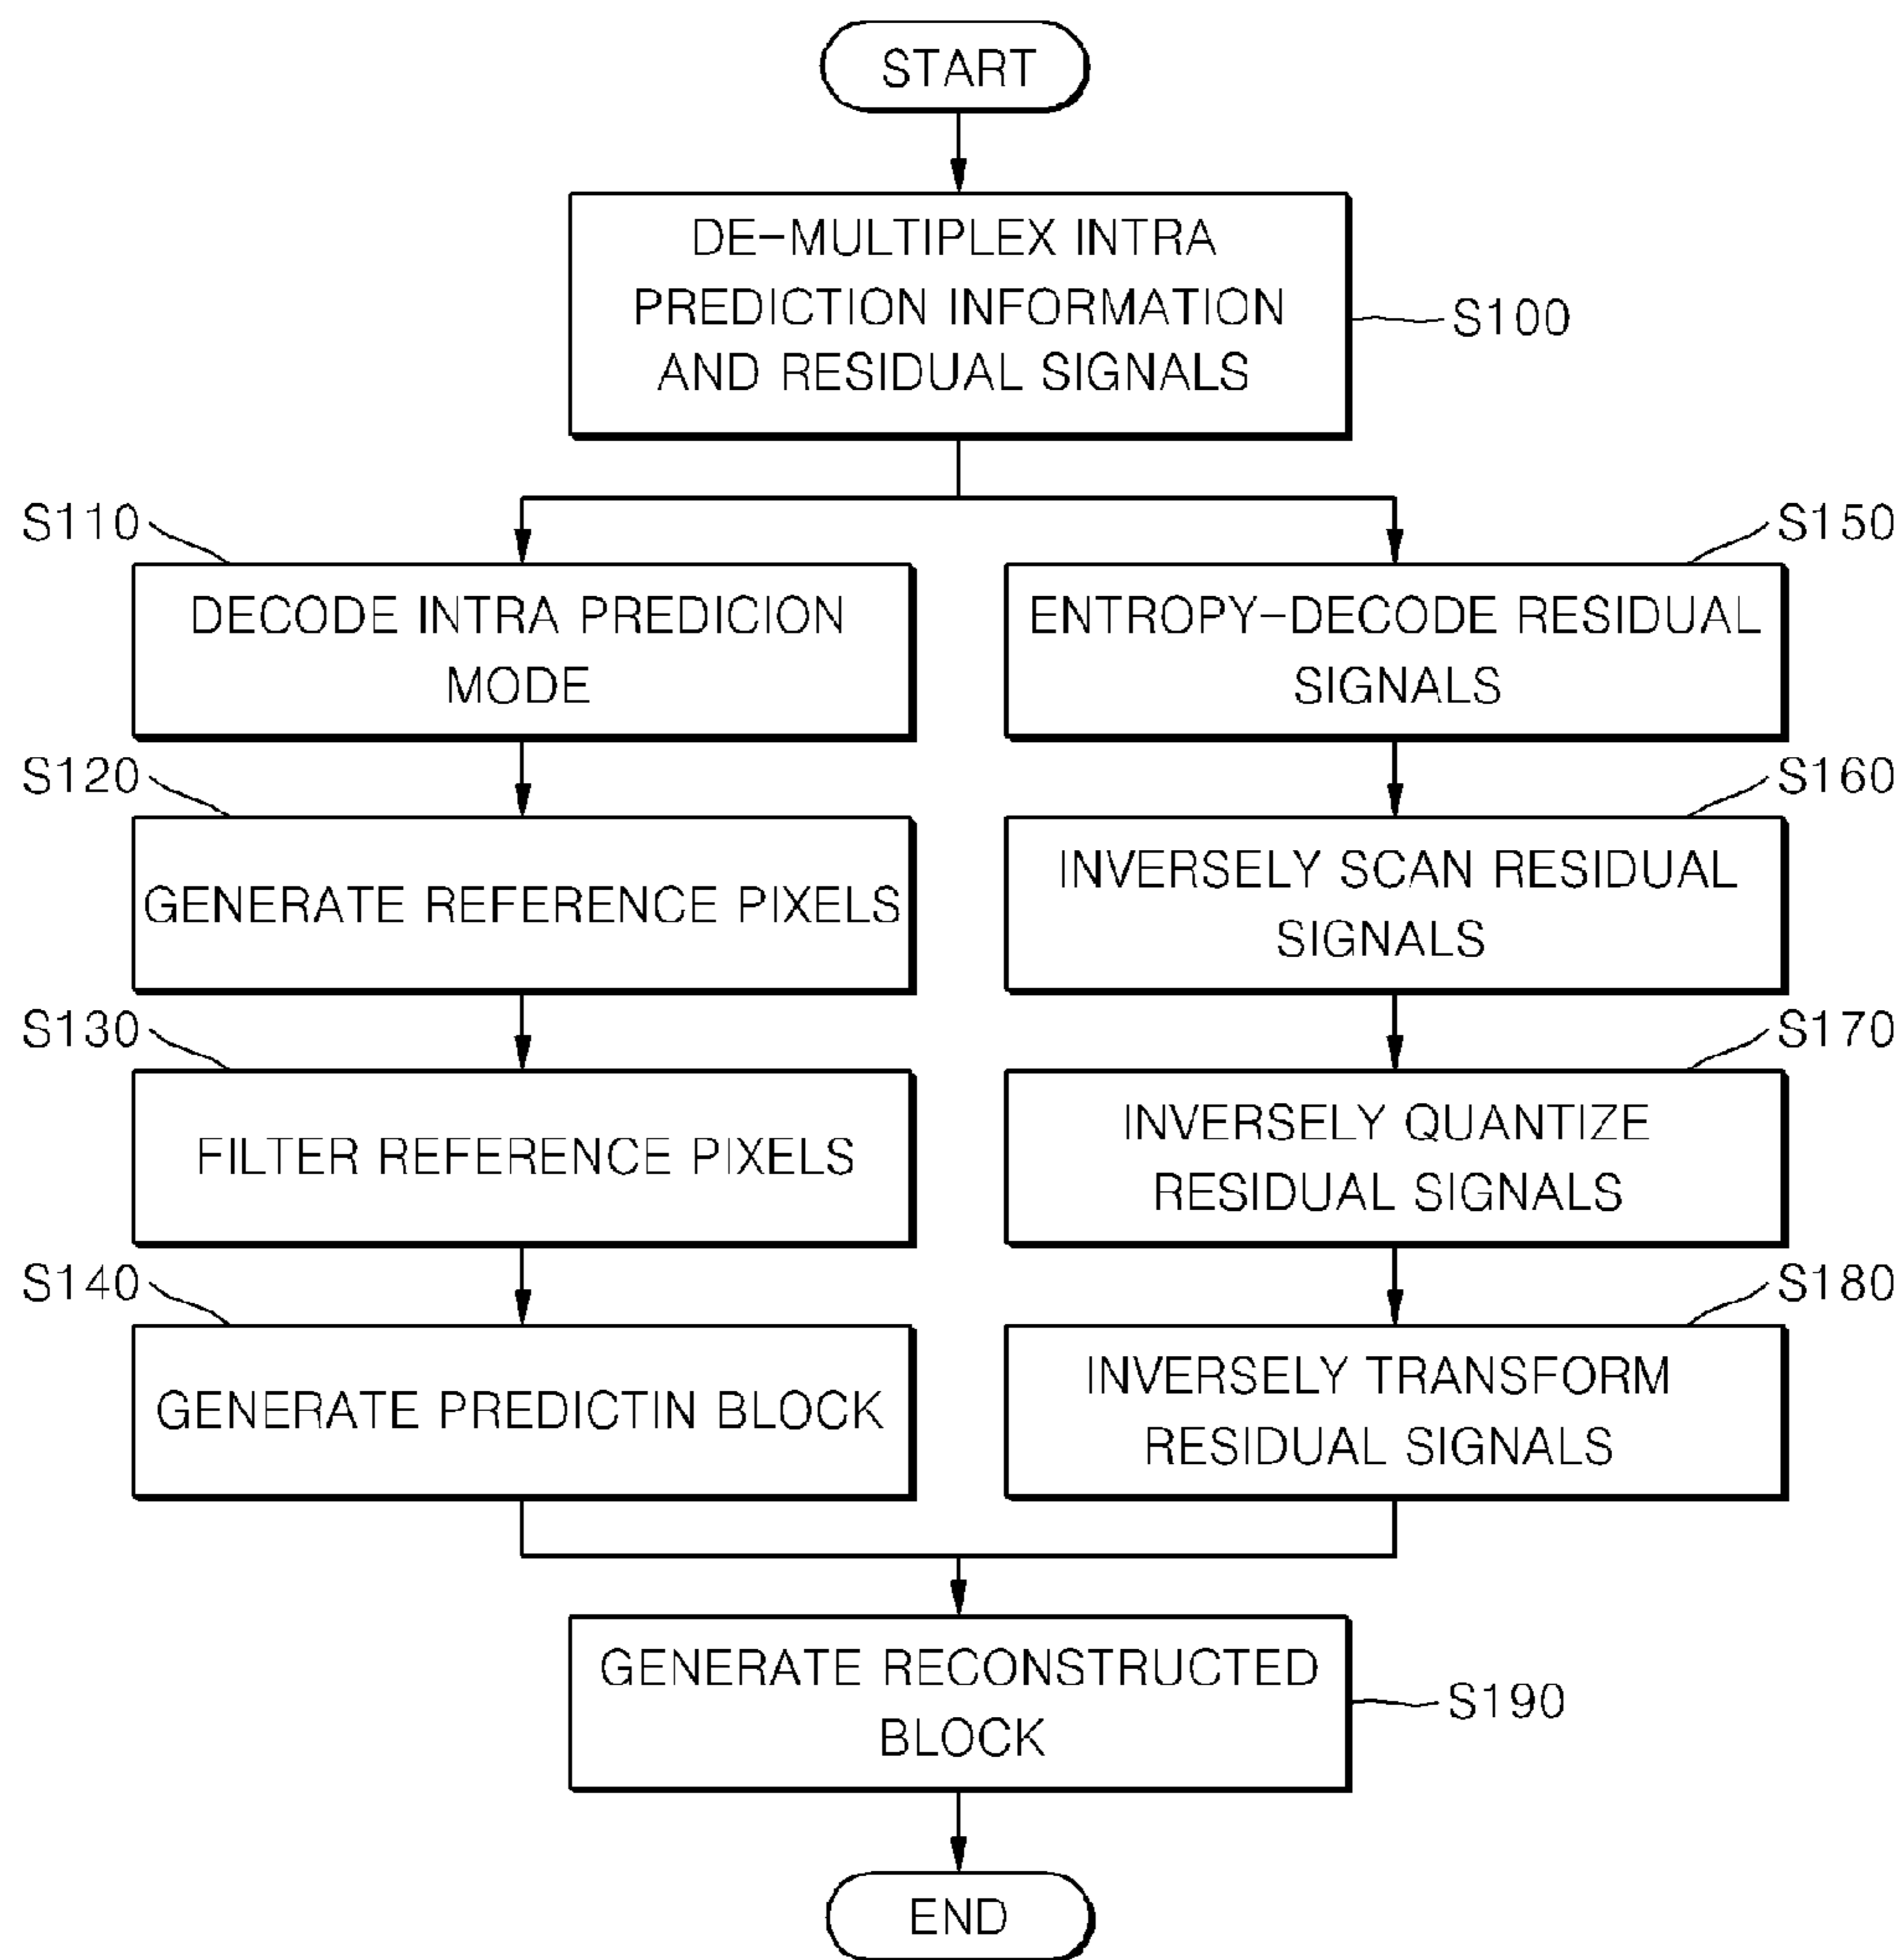 START
DE-MULTIPLEX INTRA
PREDICTION INFORMATION
AND RESIDUAL SIGNALS
S100
S110
DECODE INTRA PREDICION
MODE
S120
GENERATE REFERENCE PIXELS
S130
FILTER REFERENCE PIXELS
S140
GENERATE PREDICTIN BLOCK
S150
ENTROPY-DECODE RESIDUAL
SIGNALS
S160
INVERSELY SCAN RESIDUAL
SIGNALS
S170
INVERSELY QUANTIZE
RESIDUAL SIGNALS
S180
INVERSELY TRANSFORM
RESIDUAL SIGNALS
GENERATE RECONSTRUCTED
BLOCK
S190
END